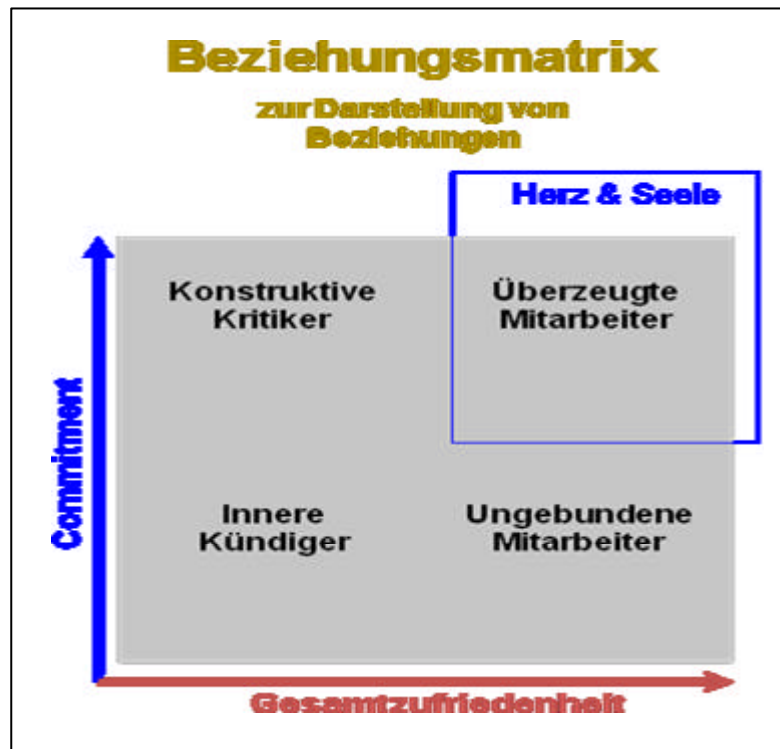 Beziehungsmatrix
zur Darstellung von
Beziehungen
Herz & Seele
Konstruktive
Kritiker
Überzeugte
Mitarbeiter
Commitment
Innere
Kündiger
Ungebundene
Mitarbeiter
Gesamtzufriedenheit